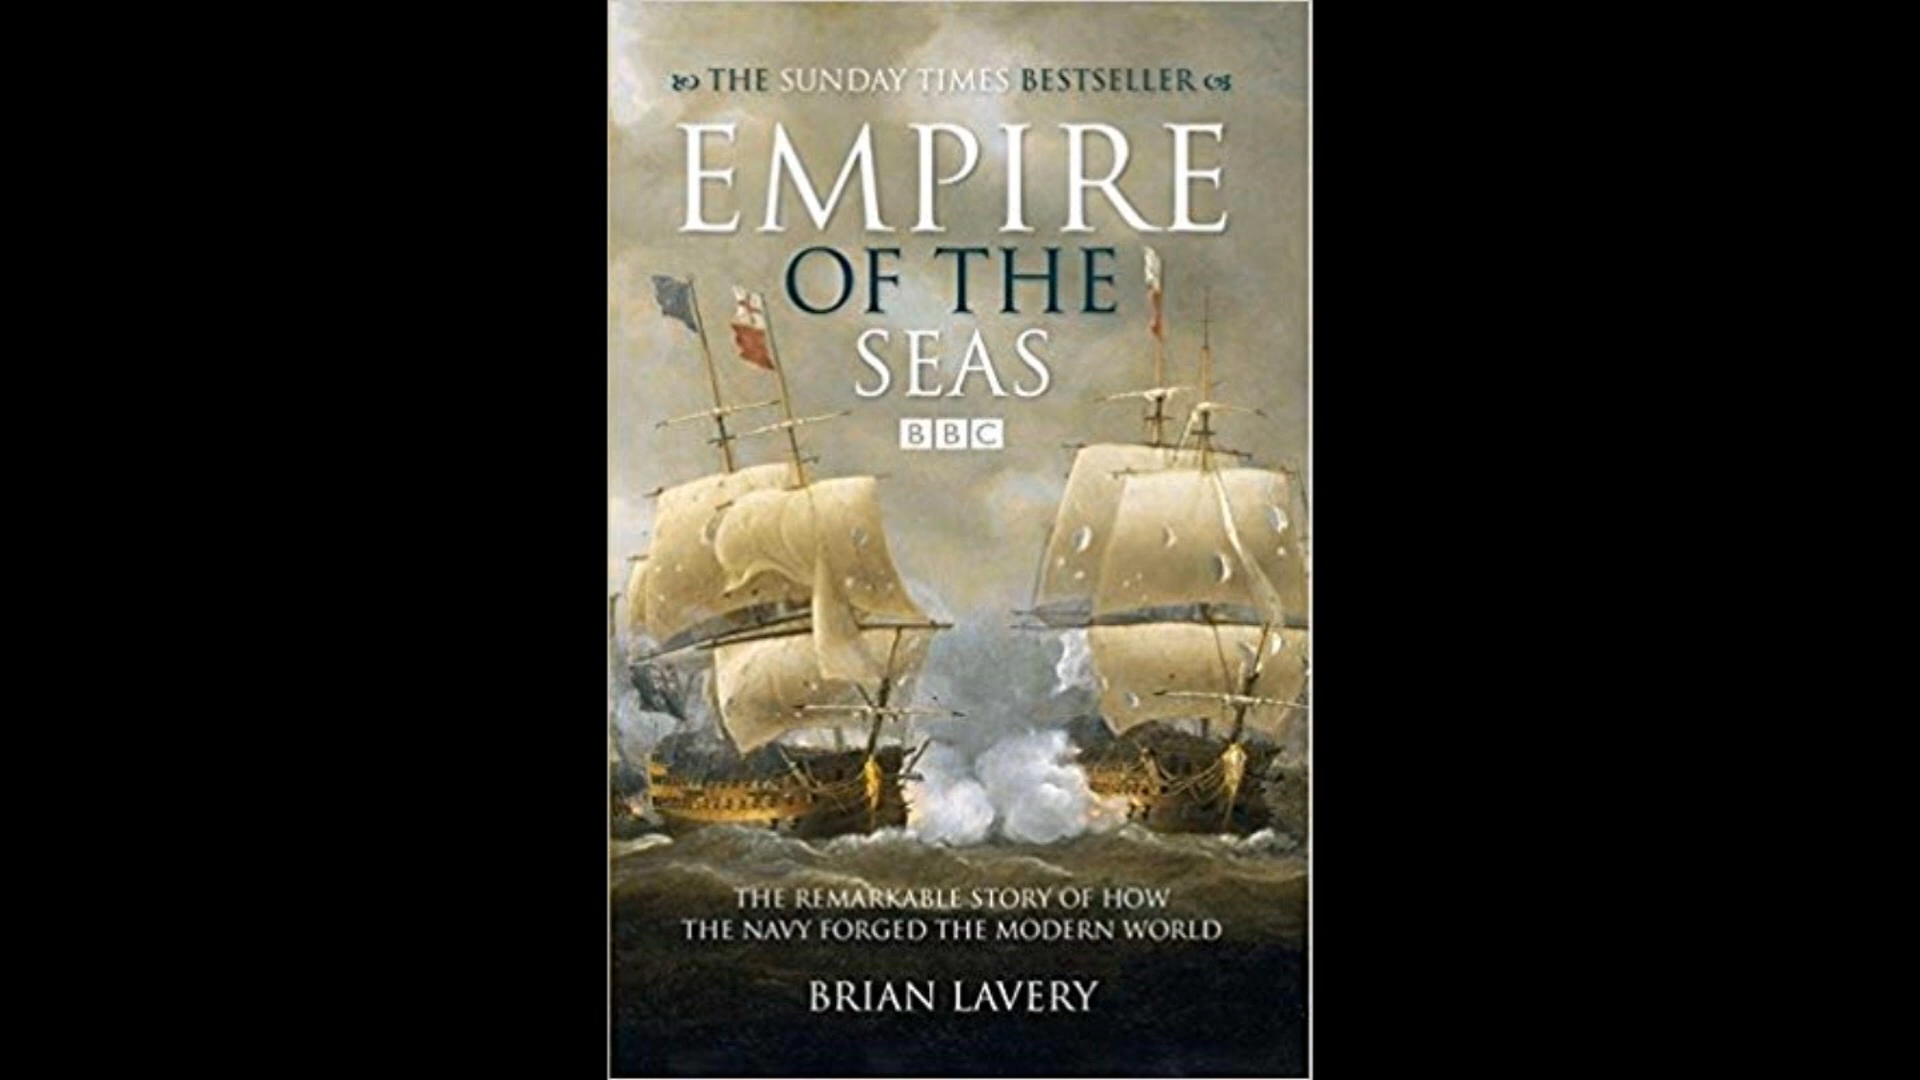 THE SUNDAY TIMES BESTSELLER
EMPIRE
OF THE
SEAS
BBC
THE REMARKABLE STORY OF HOW
THE NAVY FORGED THE MODERN WORLD
BRIAN LAVERY